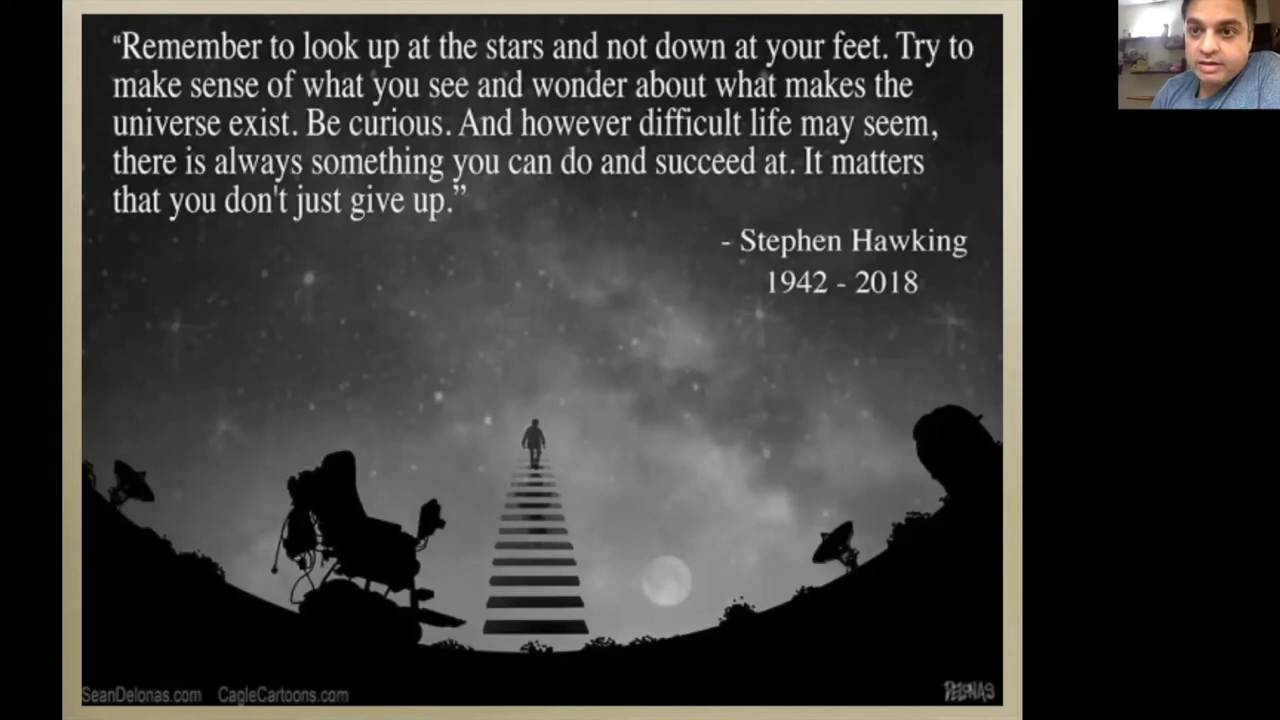 “Remember to look up at the stars and not down at your feet. Try to
make sense of what you see and wonder about what makes the
universe exist. Be curious. And however difficult life may seem,
there is always something you can do and succeed at. It matters
that you don't just give up.”
- Stephen Hawking
1942 - 2018
SeanDelonas.com CagleCartoons.com
DELONAS